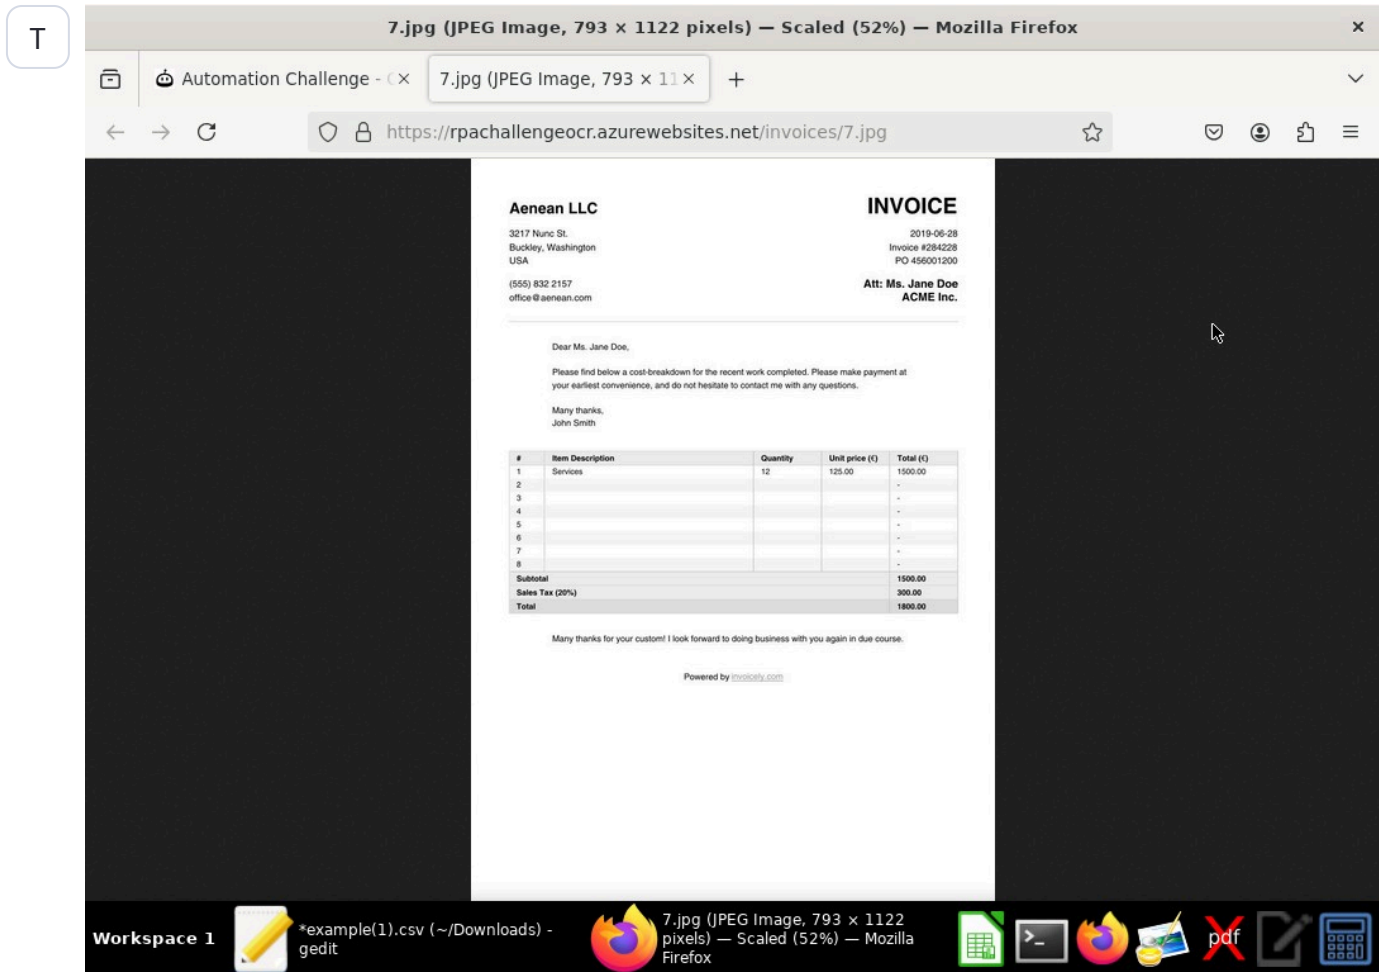 T
7.jpg (JPEG Image, 793 × 1122 pixels) — Scaled (52%) — Mozilla Firefox
Automation Challenge -
7.jpg (JPEG Image, 793 × 11
https://rpachallengeocr.azurewebsites.net/invoices/7.jpg
Aenean LLC
INVOICE
3217 Nunc St.
Buckley, Washington
USA
2019-06-28
Invoice #284228
PO 456001200
(555) 832 2157
office@aenean.com
Att: Ms. Jane Doe
ACME Inc.
Dear Ms. Jane Doe,
Please find below a cost-breakdown for the recent work completed. Please make payment at
your earliest convenience, and do not hesitate to contact me with any questions.
Many thanks,
John Smith
# Item Description Quantity Unit price (€) Total (€)
1 Services 12 125.00 1500.00
2 -
3 -
4 -
5 -
6 -
7 -
8 -
Subtotal 1500.00
Sales Tax (20%) 300.00
Total 1800.00
Many thanks for your custom! I look forward to doing business with you again in due course.
Powered by invoicely.com
Workspace 1
*example(1).csv (~/Downloads) -
gedit
7.jpg (JPEG Image, 793 × 1122
pixels) — Scaled (52%) — Mozilla
Firefox
pdf